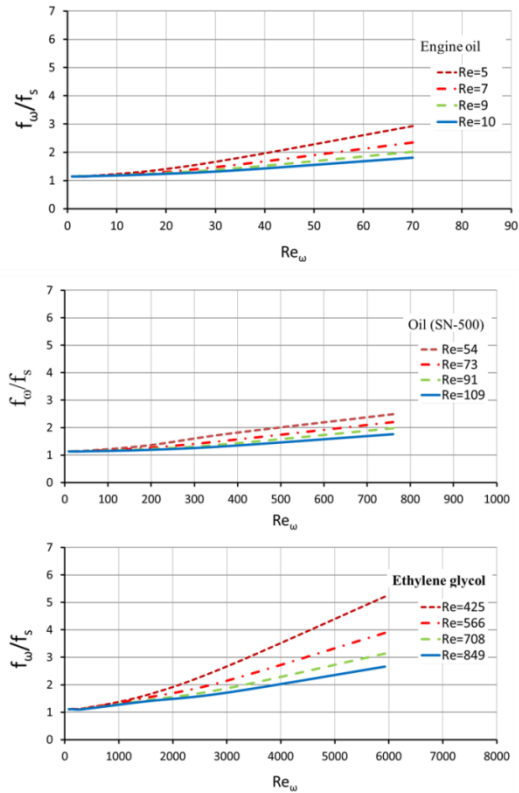 7
6
5
4
3
2
1
0
fω/fs
Engine oil
Re=5
Re=7
Re=9
Re=10
0 10 20 30 40 50 60 70 80 90
Reω
7
6
5
4
3
2
1
0
fω/fs
Oil (SN-500)
Re=54
Re=73
Re=91
Re=109
0 100 200 300 400 500 600 700 800 900 1000
Reω
7
6
5
4
3
2
1
0
fω/fs
Ethylene glycol
Re=425
Re=566
Re=708
Re=849
0 1000 2000 3000 4000 5000 6000 7000 8000
Reω